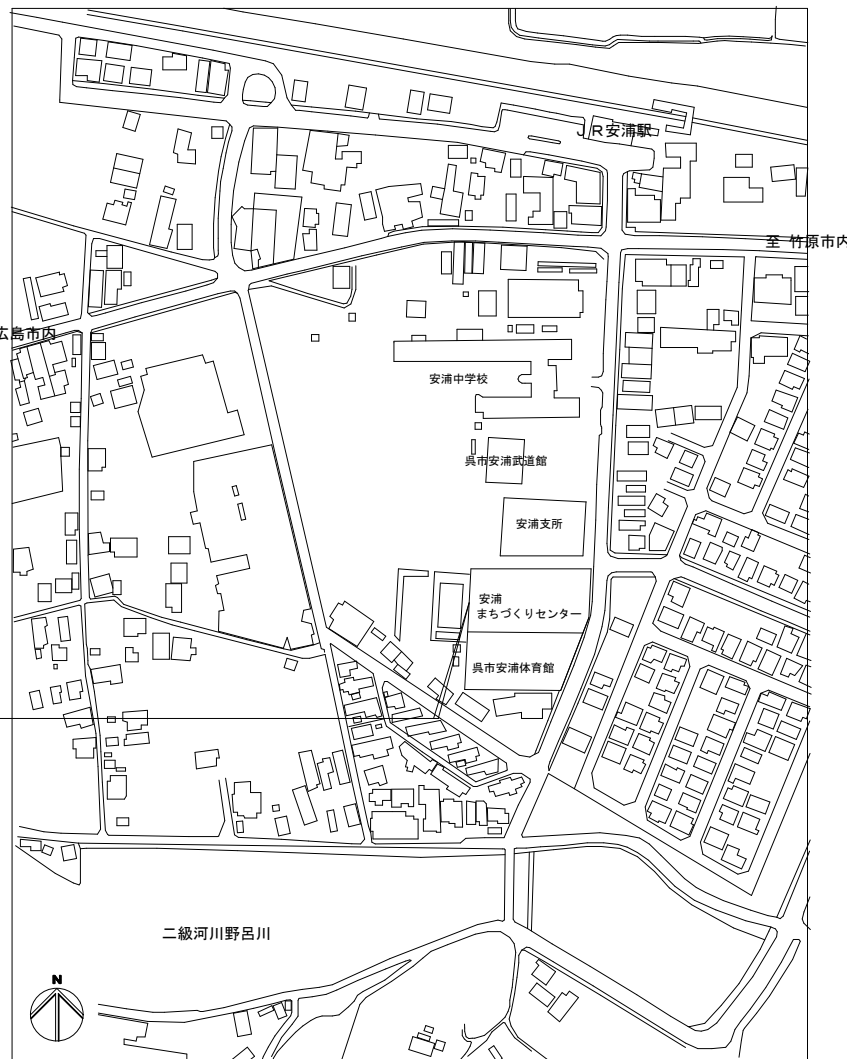 JR安浦駅
至 竹原市内
広島市内
安浦中学校
呉市安浦武道館
安浦支所
安浦
まちづくりセンター
呉市安浦体育館
二級河川野呂川
N